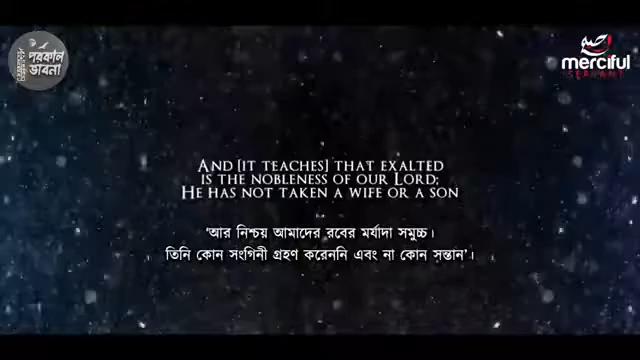 পরকাল
ভাবনা
merciful
SERVANT
AND [IT TEACHES] THAT EXALTED
IS THE NOBLENESS OF OUR LORD;
HE HAS NOT TAKEN A WIFE OR A SON
‘আর নিশ্চয় আমাদের রবের মর্যাদা সমুচ্চ।
তিনি কোন সংগিনী গ্রহণ করেননি এবং না কোন সন্তান’।